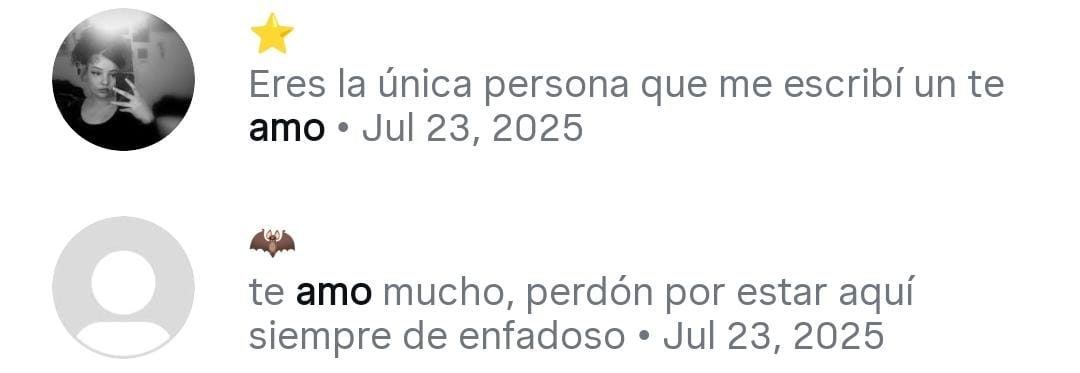 ⭐
Eres la única persona que me escribí un te
amo • Jul 23, 2025
🦇
te amo mucho, perdón por estar aquí
siempre de enfadoso • Jul 23, 2025